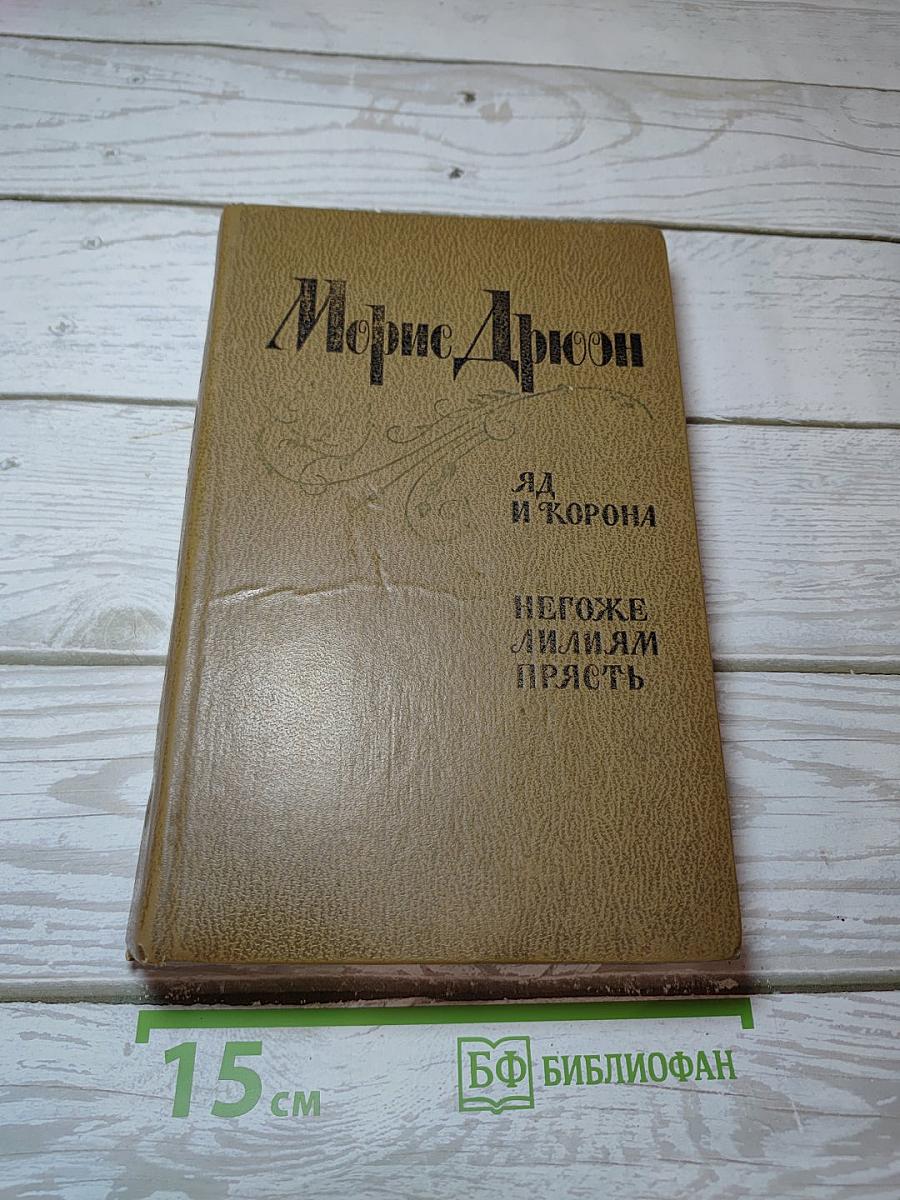 Морис Дрюон
ЯД
И КОРОНА
НЕГОЖЕ
ЛИЛИЯМ
ПРЯСТЬ
15 см
БФ БИБЛИОФАН